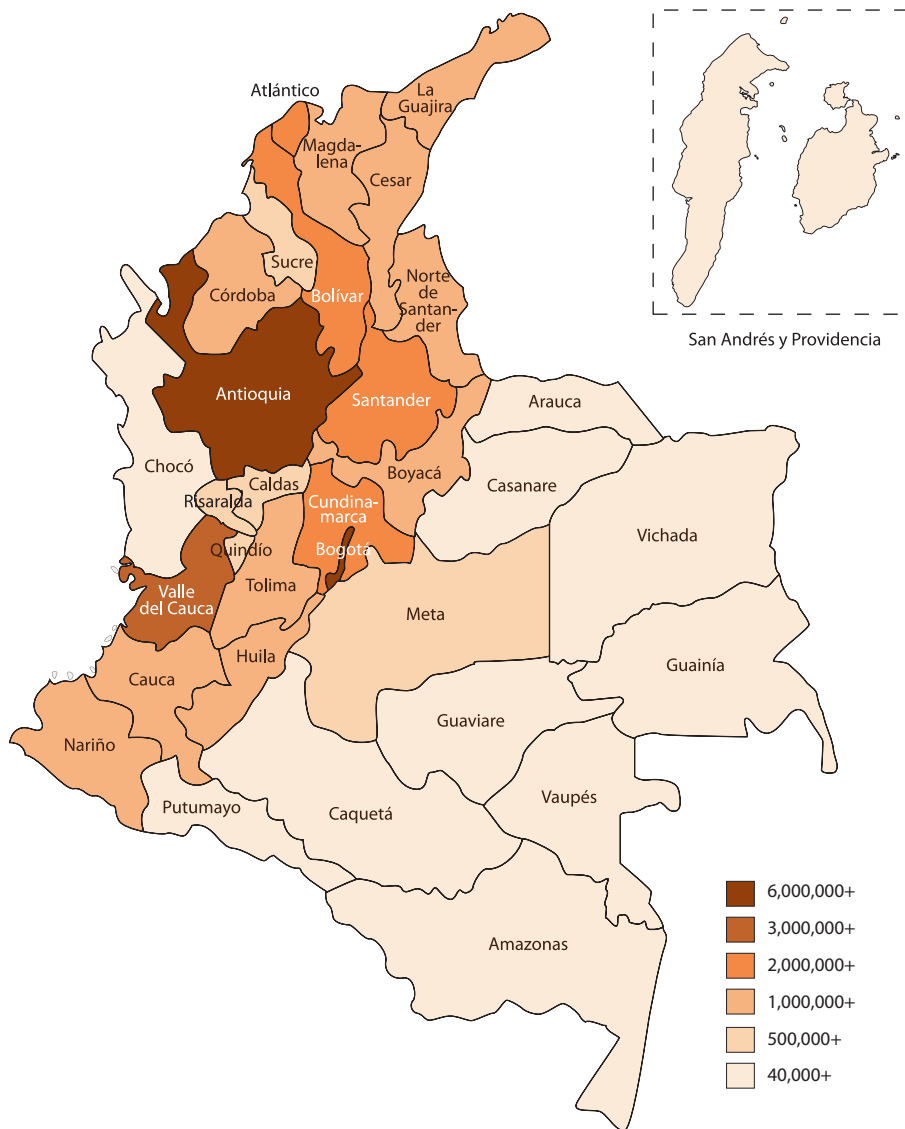 Atlántico
La
Guajira
Magda-
lena
Cesar
Sucre
Córdoba
Bolívar
Norte
de
Santan-
der
San Andrés y Providencia
Antioquia
Santander
Arauca
Chocó
Boyacá
Casanare
Caldas
Risaralda
Cundina-
marca
Vichada
Quindío
Bogotá
Tolima
Valle
del Cauca
Meta
Huila
Guainía
Cauca
Guaviare
Nariño
Vaupés
Putumayo
Caquetá
Amazonas
6,000,000+
3,000,000+
2,000,000+
1,000,000+
500,000+
40,000+